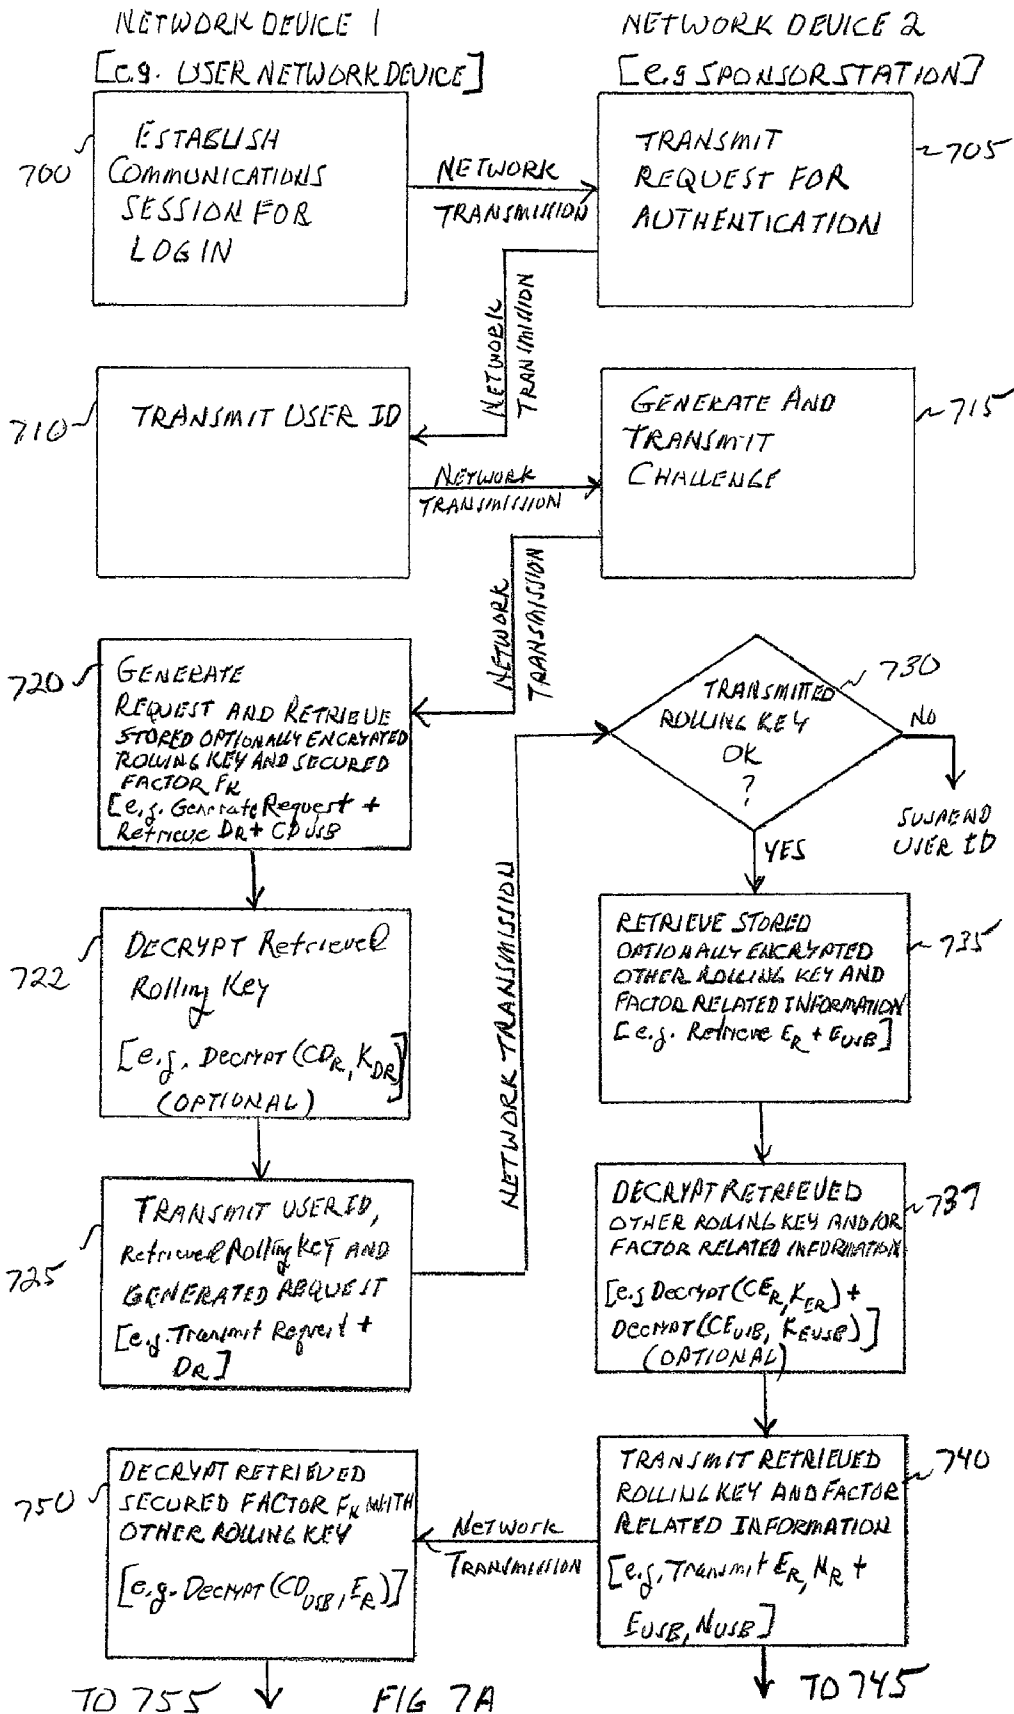 NETWORK DEVICE 1
[e.g. USER NETWORK DEVICE]
NETWORK DEVICE 2
[e.g SPONSOR STATION]
700
ESTABLISH
COMMUNICATIONS
SESSION FOR
LOGIN
NETWORK
TRANSMISSION
TRANSMIT
REQUEST FOR
AUTHENTICATION
705
NETWORK
TRANSMISSION
710
TRANSMIT USER ID
NETWORK
TRANSMISSION
GENERATE AND
TRANSMIT
CHALLENGE
715
NETWORK
TRANSMISSION
720
GENERATE
REQUEST AND RETRIEVE
STORED OPTIONALLY ENCRYPTED
ROLLING KEY AND SECURED
FACTOR FK
[e.g. Generate Request +
Retrieve DR + CDUSB
730
TRANSMITTED
ROLLING KEY
OK
?
NO
SUSPEND
USER ID
YES
722
DECRYPT Retrieved
Rolling Key
[e.g. DECRYPT (CDR, KDR)]
(OPTIONAL)
NETWORK TRANSMISSION
RETRIEVE STORED
OPTIONALLY ENCRYPTED
OTHER ROLLING KEY AND
FACTOR RELATED INFORMATION
[e.g. Retrieve ER + EUSB]
735
725
TRANSMIT USER ID,
Retrieved Rolling Key AND
GENERATED REQUEST
[e.g. Transmit Request +
DR]
DECRYPT RETRIEVED
OTHER ROLLING KEY AND/OR
FACTOR RELATED INFORMATION
[e.g Decrypt (CER, KER) +
DECRYPT (CEUSB, KEUSB)]
(OPTIONAL)
737
750
DECRYPT RETRIEVED
SECURED FACTOR FK WITH
OTHER ROLLING KEY
[e.g. DECRYPT (CDUSB, ER)]
NETWORK
TRANSMISSION
TRANSMIT RETRIEVED
ROLLING KEY AND FACTOR
RELATED INFORMATION
[e.g. Transmit ER, NR +
EUSB, NUSB]
740
TO 755
FIG 7A
TO 745